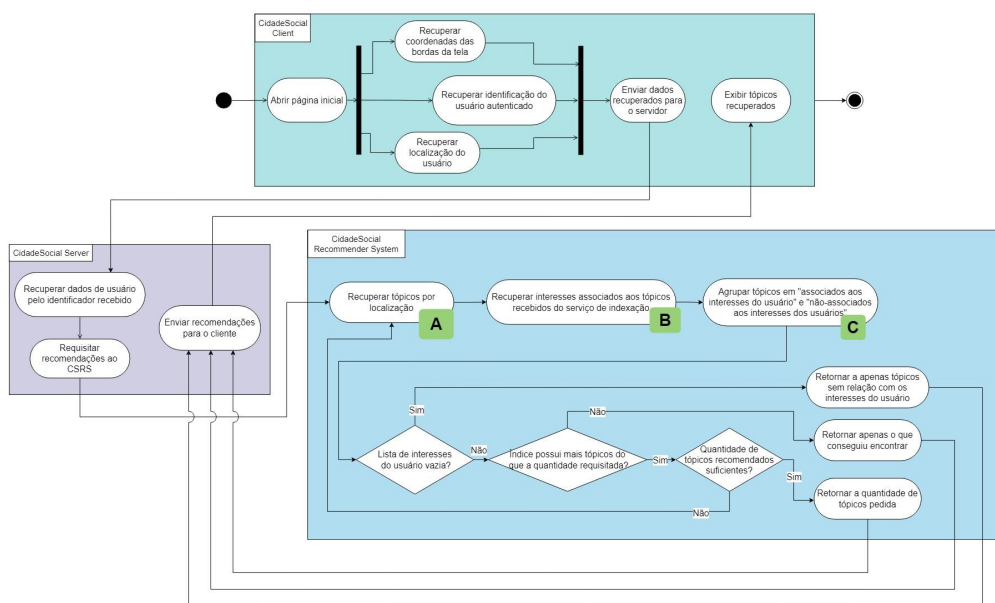 CidadeSocial
Client
Recuperar
coordenadas das
bordas da tela
Abrir página inicial
Recuperar identificação do
usuário autenticado
Enviar dados
recuperados para
o servidor
Exibir tópicos
recuperados
Recuperar
localização do
usuário
CidadeSocial Server
Recuperar dados de usuário
pelo identificador recebido
Enviar recomendações
para o cliente
Requisitar
recomendações ao
CSRS
CidadeSocial
Recommender System
Recuperar tópicos por
localização
A
Recuperar interesses associados aos tópicos
recebidos do serviço de indexação
B
Agrupar tópicos em "associados aos
interesses do usuário" e "não-associados
aos interesses dos usuários"
C
Sim
Retornar a apenas tópicos
sem relação com os
interesses do usuário
Não
Retornar apenas o que
conseguiu encontrar
Lista de interesses
do usuário vazia?
Não
Índice possui mais tópicos do
que a quantidade requisitada?
Sim
Quantidade de
tópicos recomendados
suficientes?
Sim
Retornar a quantidade de
tópicos pedida
Não